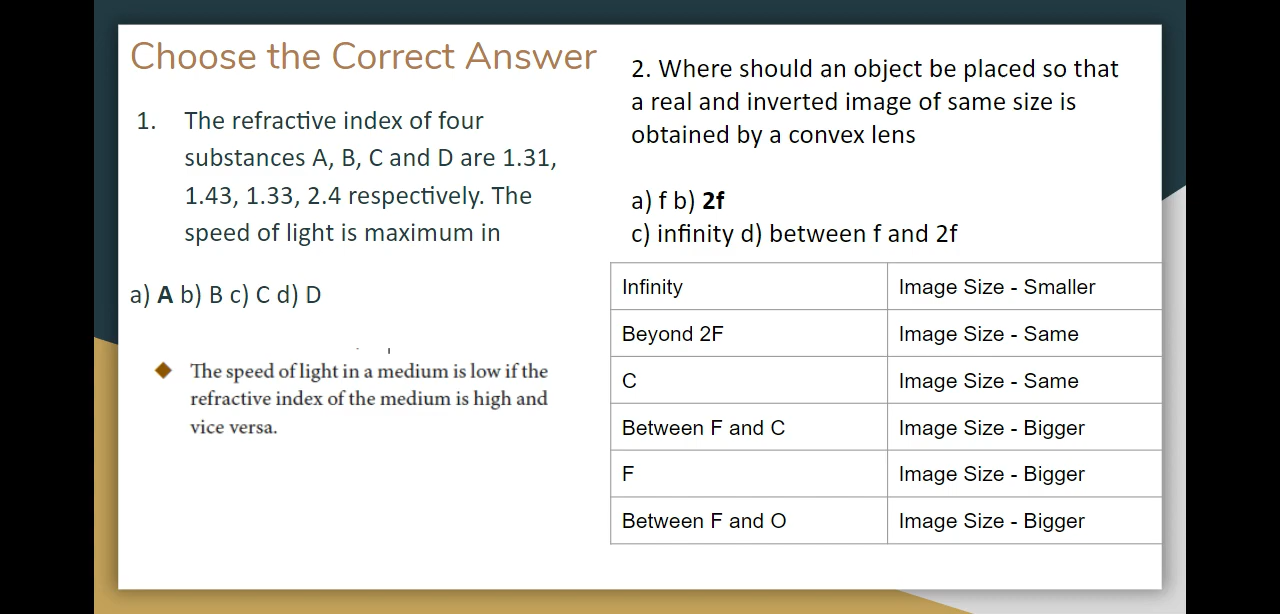 Choose the Correct Answer
1. The refractive index of four
substances A, B, C and D are 1.31,
1.43, 1.33, 2.4 respectively. The
speed of light is maximum in
a) A b) B c) C d) D
The speed of light in a medium is low if the
refractive index of the medium is high and
vice versa.
2. Where should an object be placed so that
a real and inverted image of same size is
obtained by a convex lens
a) f b) 2f
c) infinity d) between f and 2f
Infinity Image Size - Smaller
Beyond 2F Image Size - Same
C Image Size - Same
Between F and C Image Size - Bigger
F Image Size - Bigger
Between F and O Image Size - Bigger